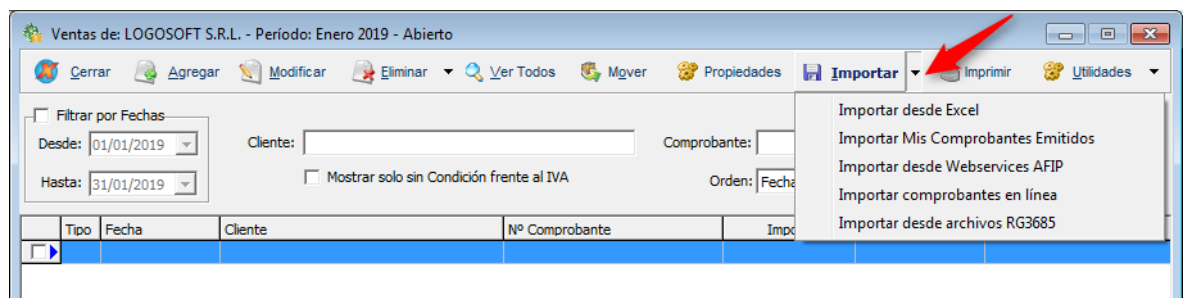 Ventas de: LOGOSOFT S.R.L. - Período: Enero 2019 - Abierto
Cerrar Agregar Modificar Eliminar Ver Todos Mover Propiedades Importar Imprimir Utilidades
Importar desde Excel
Importar Mis Comprobantes Emitidos
Importar desde Webservices AFIP
Importar comprobantes en línea
Importar desde archivos RG3685
Filtrar por Fechas
Desde: 01/01/2019 Cliente: Comprobante:
Hasta: 31/01/2019 Mostrar solo sin Condición frente al IVA Orden: Fecha
Tipo Fecha Cliente Nº Comprobante Impo